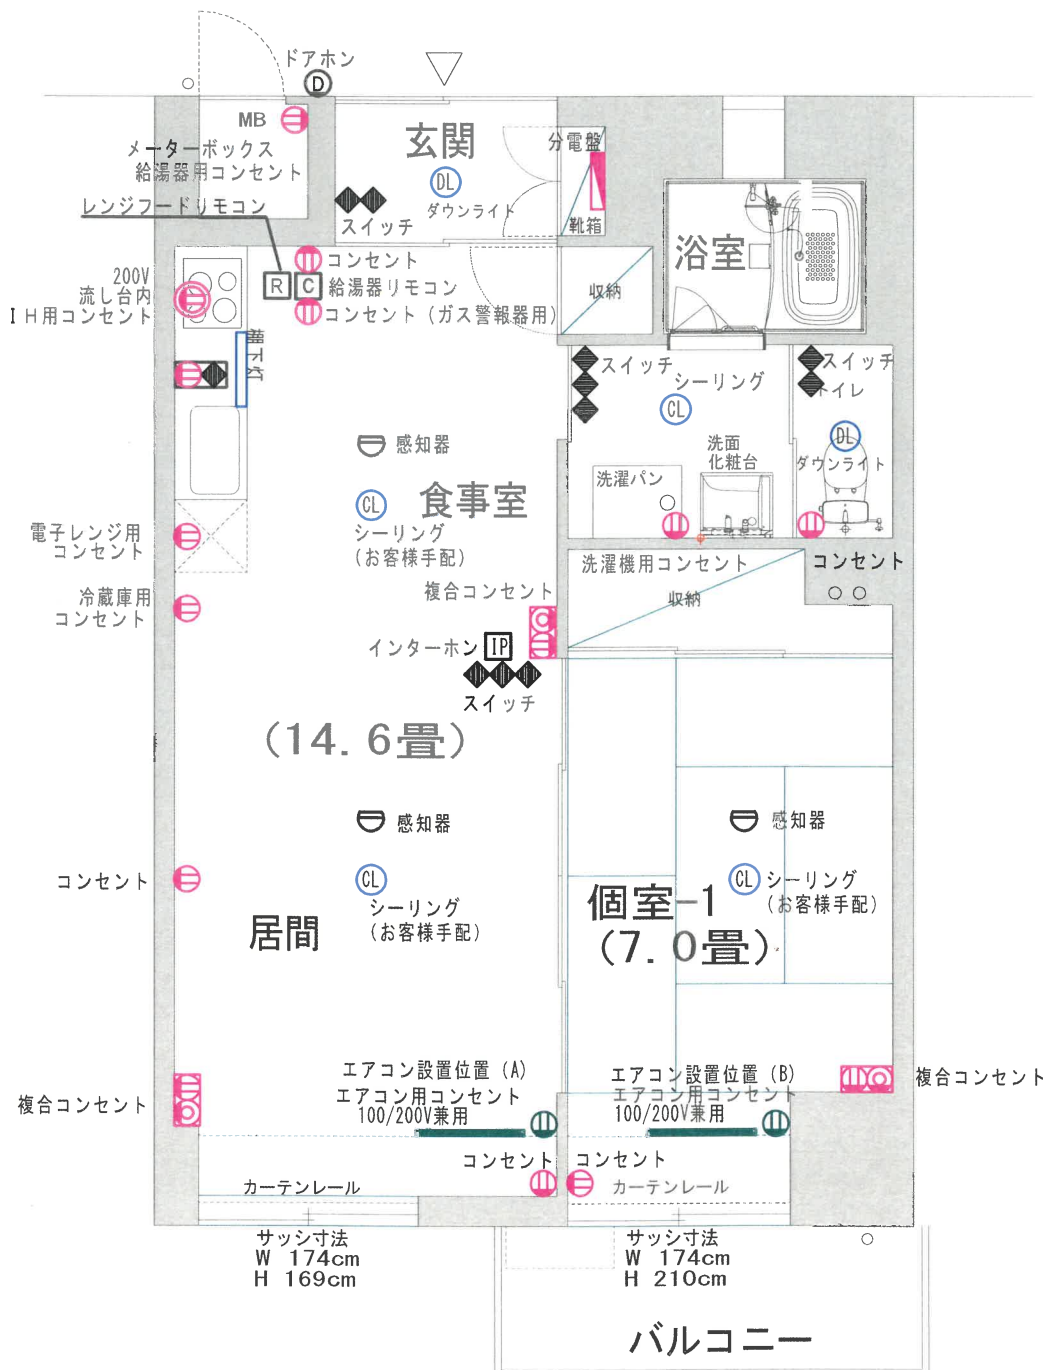 ドアホン
D
MB
メーターボックス
給湯器用コンセント
玄関
DL
ダウンライト
スイッチ
分電盤
靴箱
レンジフードリモコン
浴室
収納
コンセント
R
C
給湯器リモコン
コンセント(ガス警報器用)
200V
流し台内
IH用コンセント
棚下灯
スイッチ
シーリング
CL
スイッチ
トイレ
DL
ダウンライト
洗面
化粧台
洗濯パン
感知器
CL
食事室
シーリング
(お客様手配)
電子レンジ用
コンセント
冷蔵庫用
コンセント
洗濯機用コンセント
コンセント
収納
複合コンセント
インターホン
IP
スイッチ
(14.6畳)
感知器
CL
シーリング
(お客様手配)
コンセント
居間
感知器
CL
シーリング
(お客様手配)
個室-1
(7.0畳)
エアコン設置位置(A)
エアコン用コンセント
100/200V兼用
エアコン設置位置(B)
エアコン用コンセント
100/200V兼用
複合コンセント
複合コンセント
コンセント
コンセント
カーテンレール
カーテンレール
サッシ寸法
W 174cm
H 169cm
サッシ寸法
W 174cm
H 210cm
バルコニー